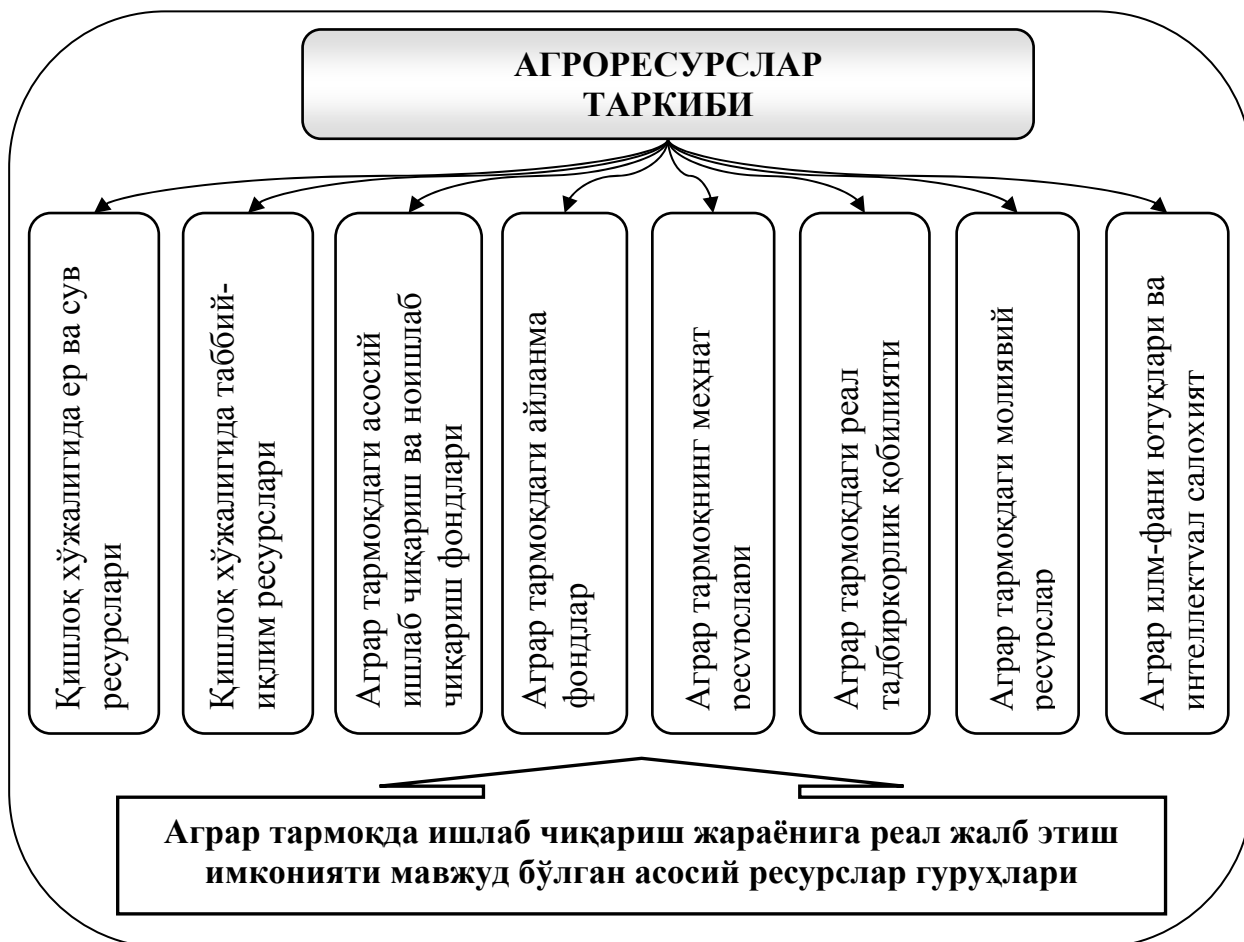 АГРОРЕСУРСЛАР
ТАРКИБИ
Қишлоқ хўжалигида ер ва сув
ресурслари
Қишлоқ хўжалигида таббий-
иқлим ресурслари
Аграр тармоқдаги асосий
ишлаб чиқариш ва ноишлаб
чиқариш фондлари
Аграр тармоқдаги айланма
фондлар
Аграр тармоқнинг меҳнат
ресурслари
Аграр тармоқдаги реал
тадбиркорлик қобилияти
Аграр тармоқдаги молиявий
ресурслар
Аграр илм-фани ютуқлари ва
интеллектуал салоҳият
Аграр тармоқда ишлаб чиқариш жараёнига реал жалб этиш
имконияти мавжуд бўлган асосий ресурслар гуруҳлари